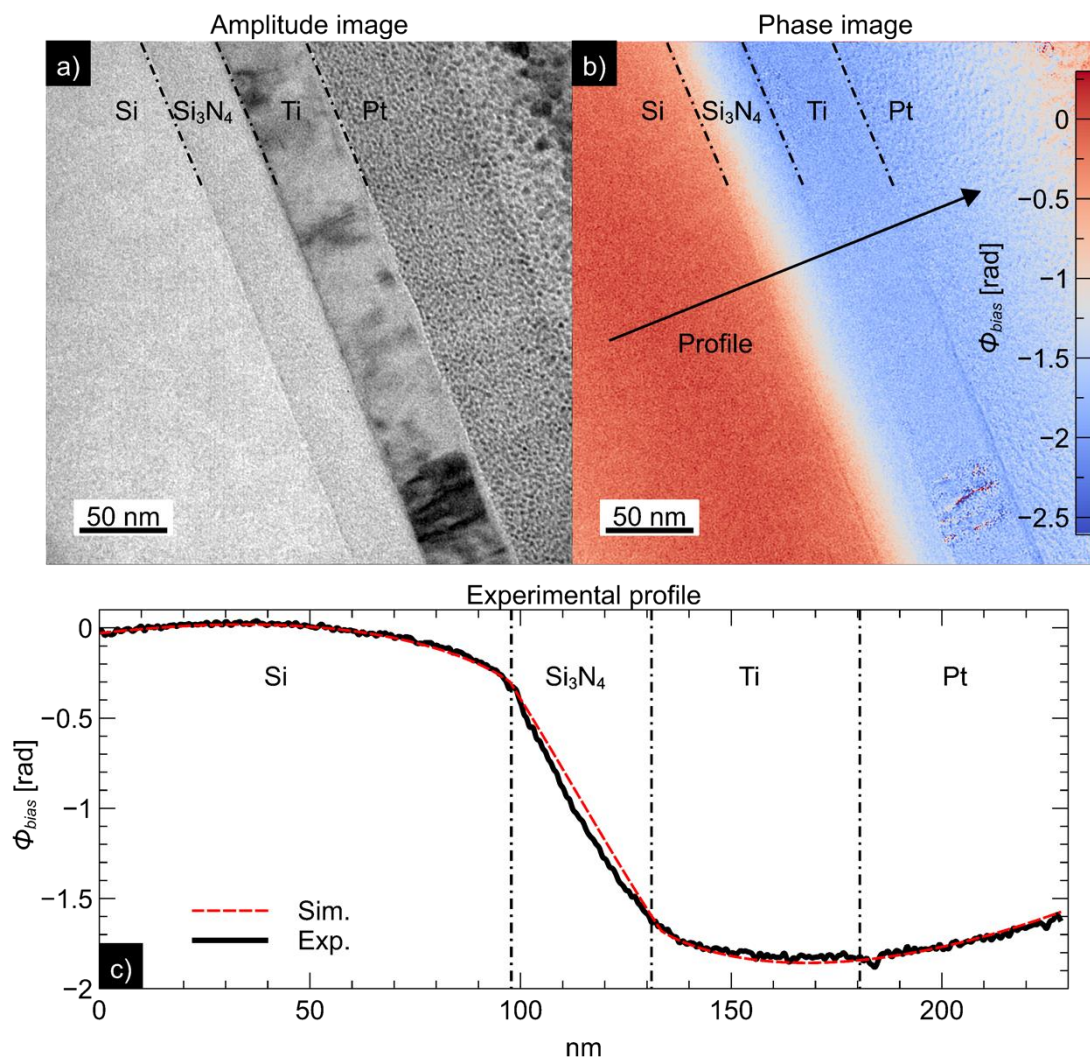 Amplitude image
Phase image
a)
Si
Si₃N₄
Ti
Pt
50 nm
b)
Si
Si₃N₄
Ti
Pt
Profile
50 nm
0
−0.5
−1
−1.5
−2
−2.5
Φbias [rad]
Experimental profile
0
−0.5
−1
−1.5
−2
Φbias [rad]
Si
Si₃N₄
Ti
Pt
Sim.
Exp.
c)
0 50 100 150 200
nm